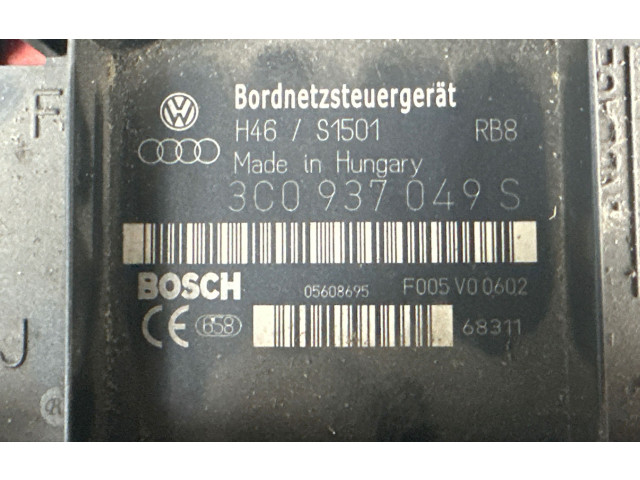 F
Bordnetzsteuergerät
H46 / S1501 RB8
Made in Hungary
3C0 937 049 S
BOSCH 05608695 F005 V0 0602
CE 658 68311
J
R